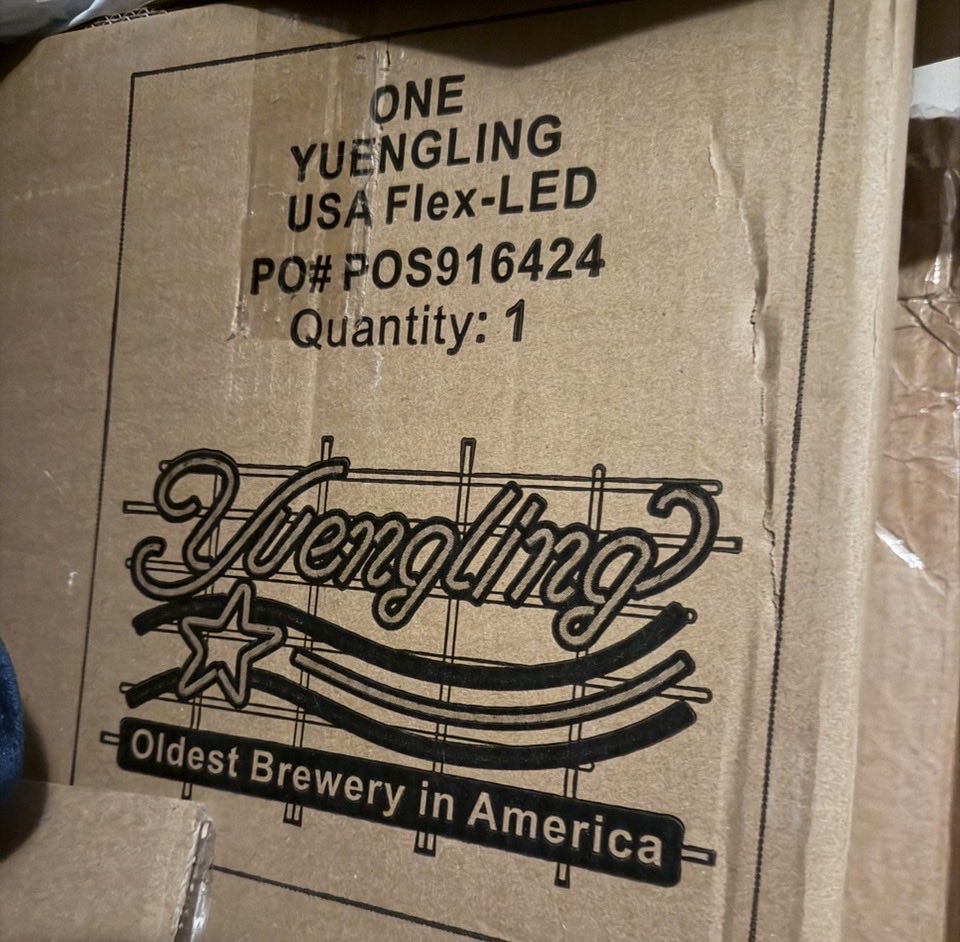 ONE
YUENGLING
USA Flex-LED
PO# POS916424
Quantity: 1
Yuengling
Oldest Brewery in America